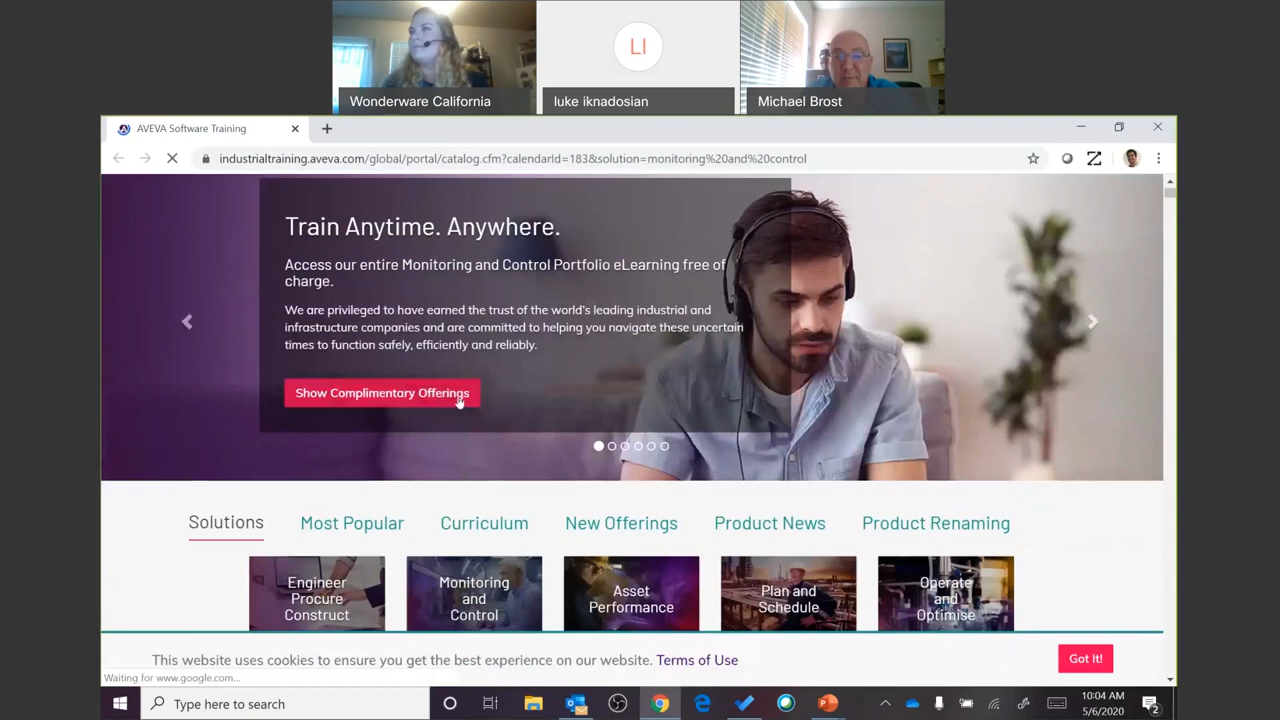 LI
Wonderware California
luke iknadosian
Michael Brost
AVEVA Software Training
industrialtraining.aveva.com/global/portal/catalog.cfm?calendarId=183&solution=monitoring%20and%20control
Train Anytime. Anywhere.
Access our entire Monitoring and Control Portfolio eLearning free of
charge.
We are privileged to have earned the trust of the world's leading industrial and
infrastructure companies and are committed to helping you navigate these uncertain
times to function safely, efficiently and reliably.
Show Complimentary Offerings
Solutions
Most Popular
Curriculum
New Offerings
Product News
Product Renaming
Engineer
Procure
Construct
Monitoring
and
Control
Asset
Performance
Plan and
Schedule
Operate
and
Optimise
This website uses cookies to ensure you get the best experience on our website. Terms of Use
Got It!
Waiting for www.google.com...
Type here to search
10:04 AM
5/6/2020
2